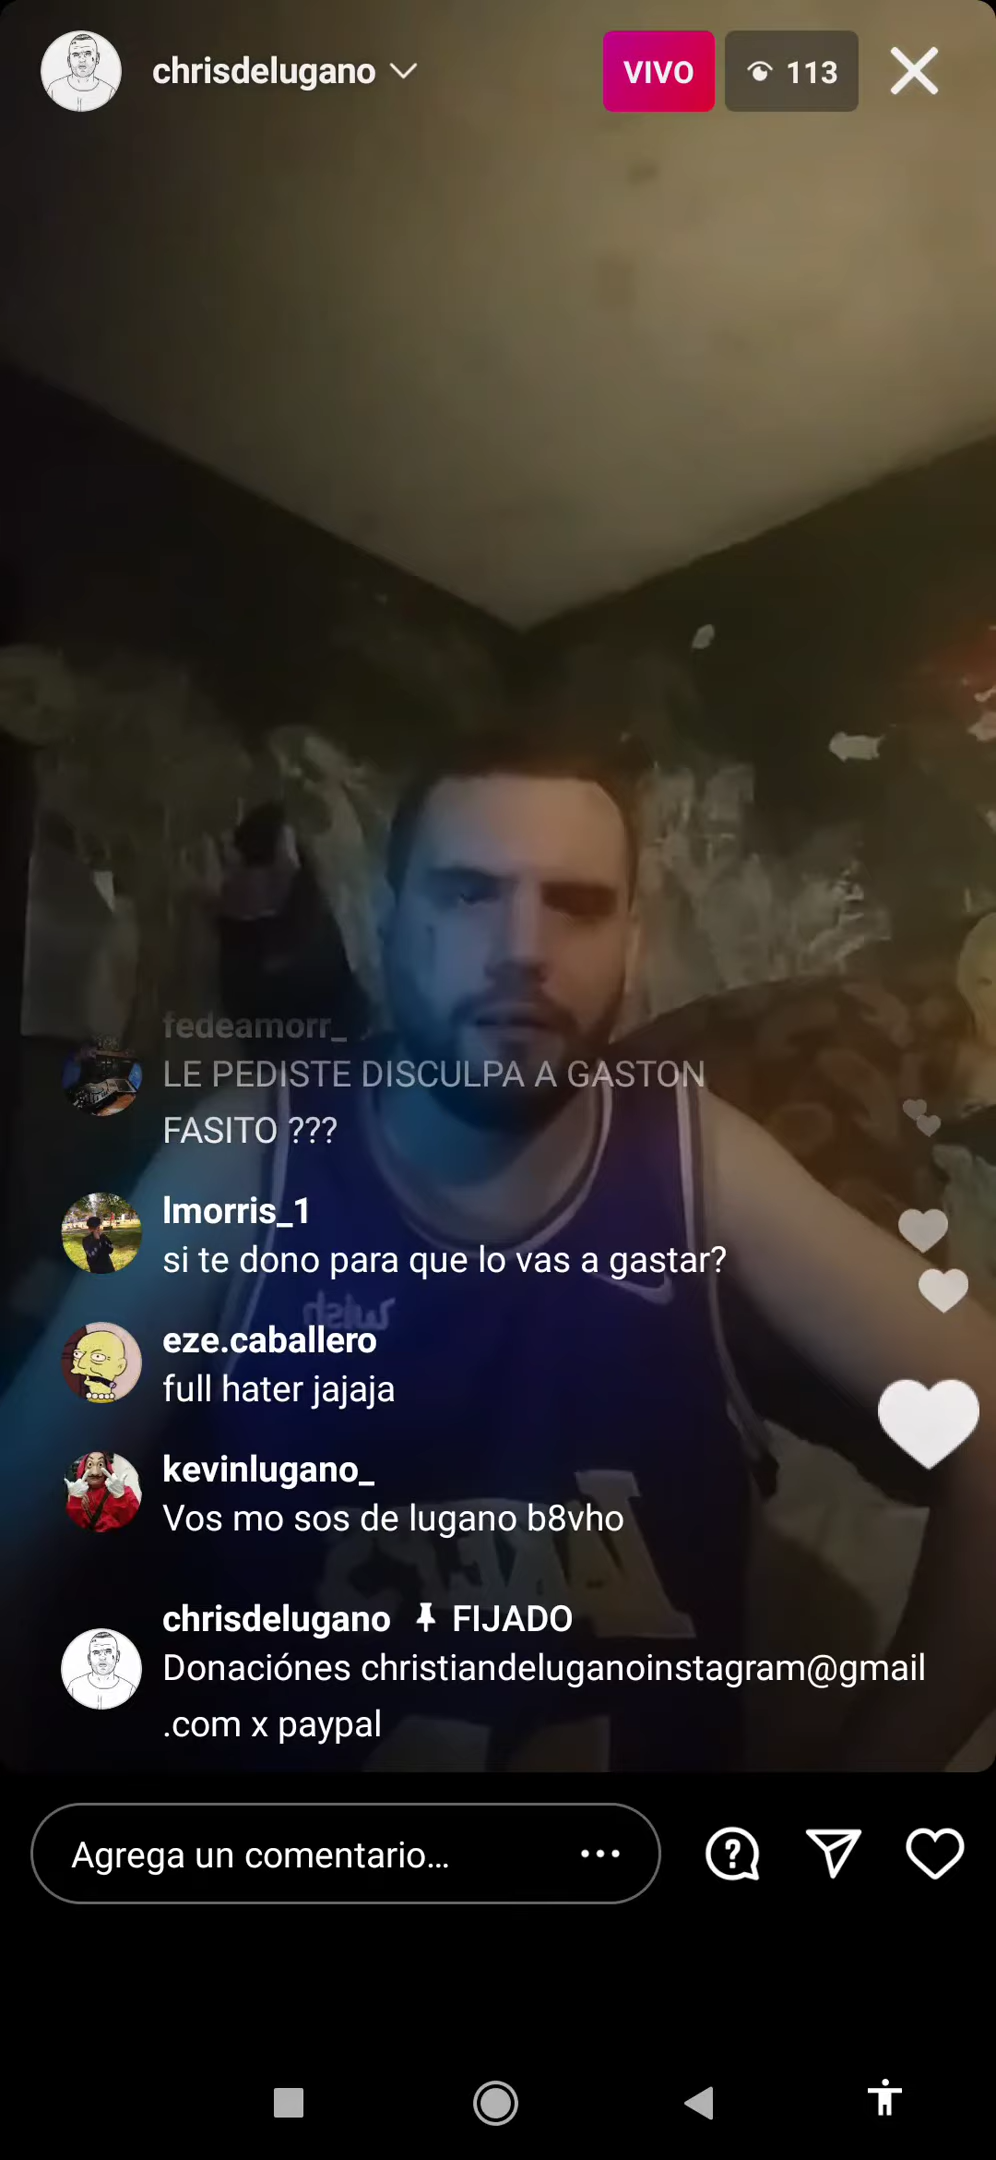 chrisdelugano
VIVO
113
fedeamorr_
LE PEDISTE DISCULPA A GASTON
FASITO ???
lmorris_1
si te dono para que lo vas a gastar?
wish
eze.caballero
full hater jajaja
kevinlugano_
Vos mo sos de lugano b8vho
LAKERS
chrisdelugano FIJADO
Donaciónes christiandeluganoinstagram@gmail
.com x paypal
Agrega un comentario...